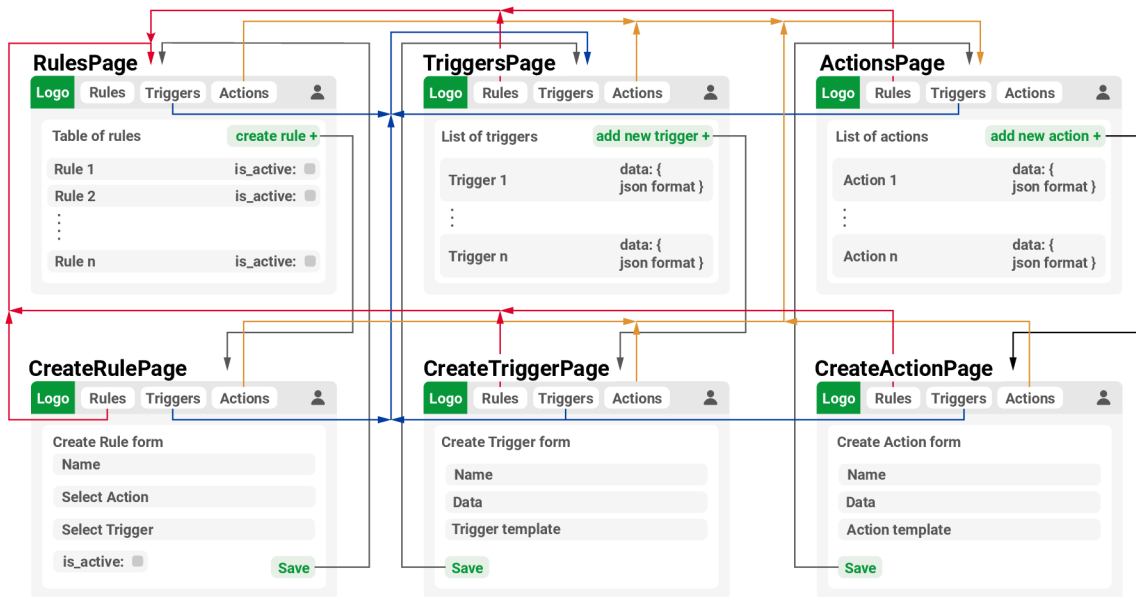 RulesPage
Logo Rules Triggers Actions
Table of rules create rule +
Rule 1 is_active:
Rule 2 is_active:
Rule n is_active:
TriggersPage
Logo Rules Triggers Actions
List of triggers add new trigger +
Trigger 1 data: {
json format }
Trigger n data: {
json format }
ActionsPage
Logo Rules Triggers Actions
List of actions add new action +
Action 1 data: {
json format }
Action n data: {
json format }
CreateRulePage
Logo Rules Triggers Actions
Create Rule form
Name
Select Action
Select Trigger
is_active:
Save
CreateTriggerPage
Logo Rules Triggers Actions
Create Trigger form
Name
Data
Trigger template
Save
CreateActionPage
Logo Rules Triggers Actions
Create Action form
Name
Data
Action template
Save